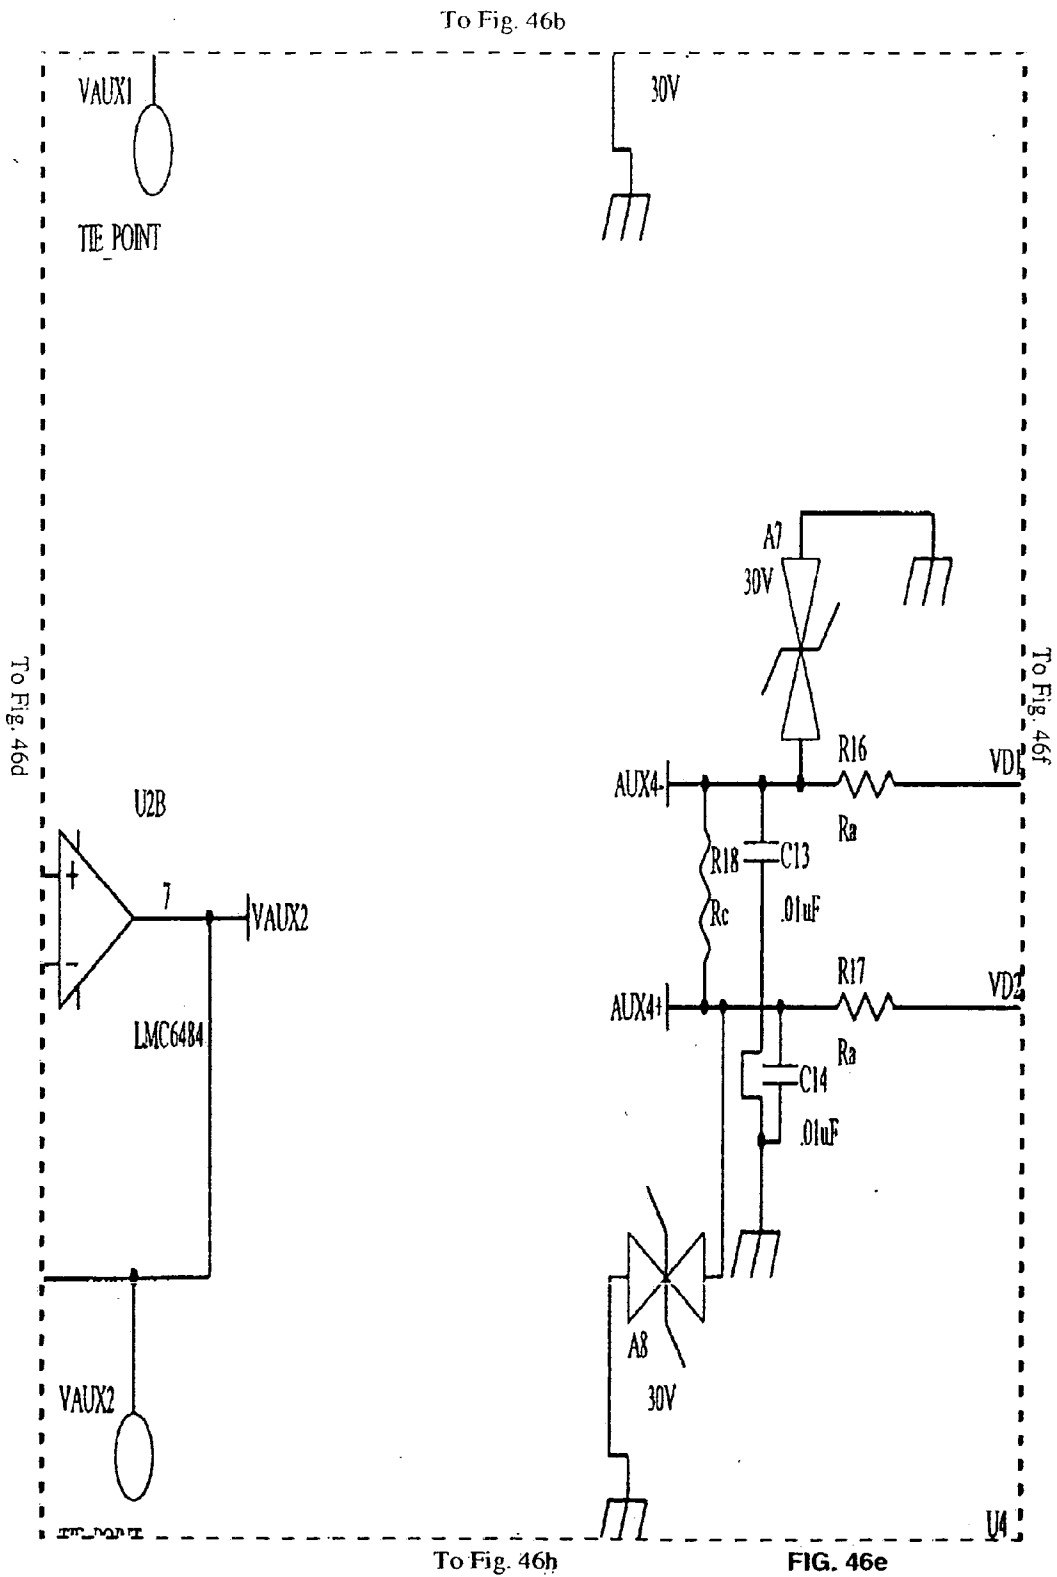 To Fig. 46b
VAUX1
30V
TIE_POINT
A7
30V
To Fig. 46d
To Fig. 46f
R16
VD1
AUX4-
U2B
Ra
R18
C13
7
VAUX2
Rc
.01uF
R17
VD2
AUX4+
LMC6484
Ra
C14
.01uF
A8
30V
VAUX2
TIE_POINT
U4
To Fig. 46h
FIG. 46e